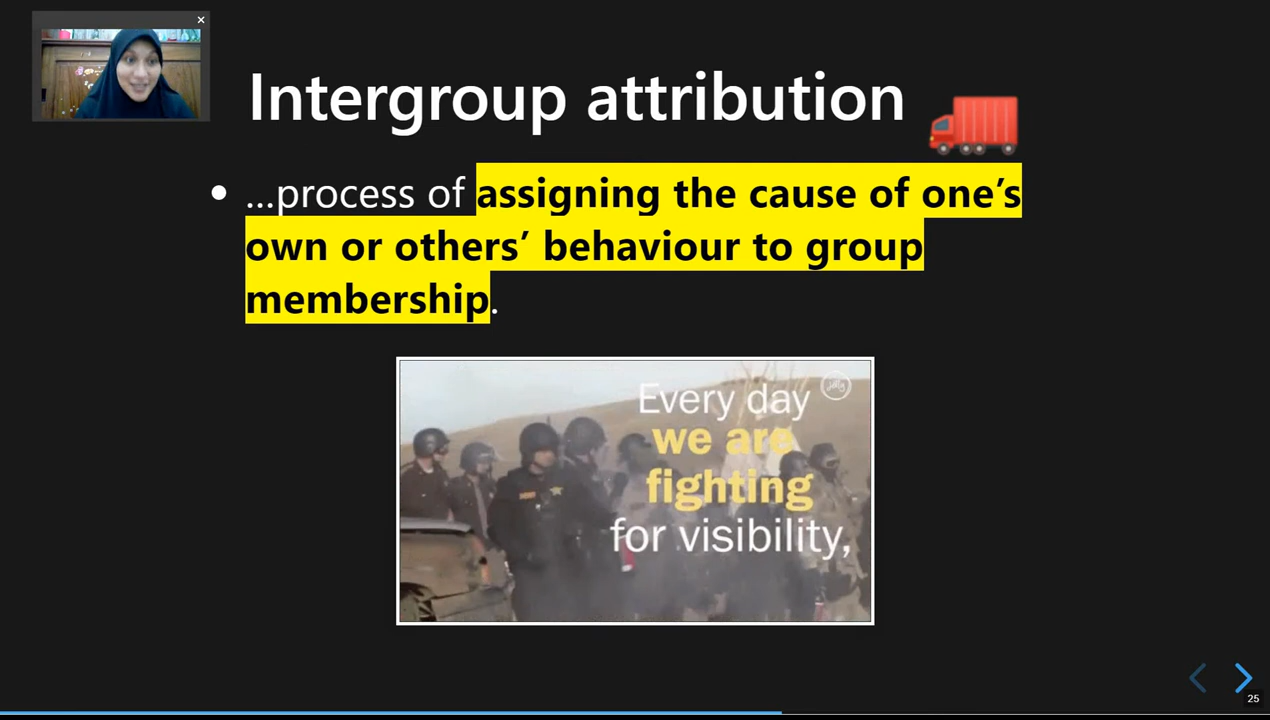 Intergroup attribution
• ...process of assigning the cause of one’s
own or others’ behaviour to group
membership.
Every day
we are
fighting
for visibility,
25